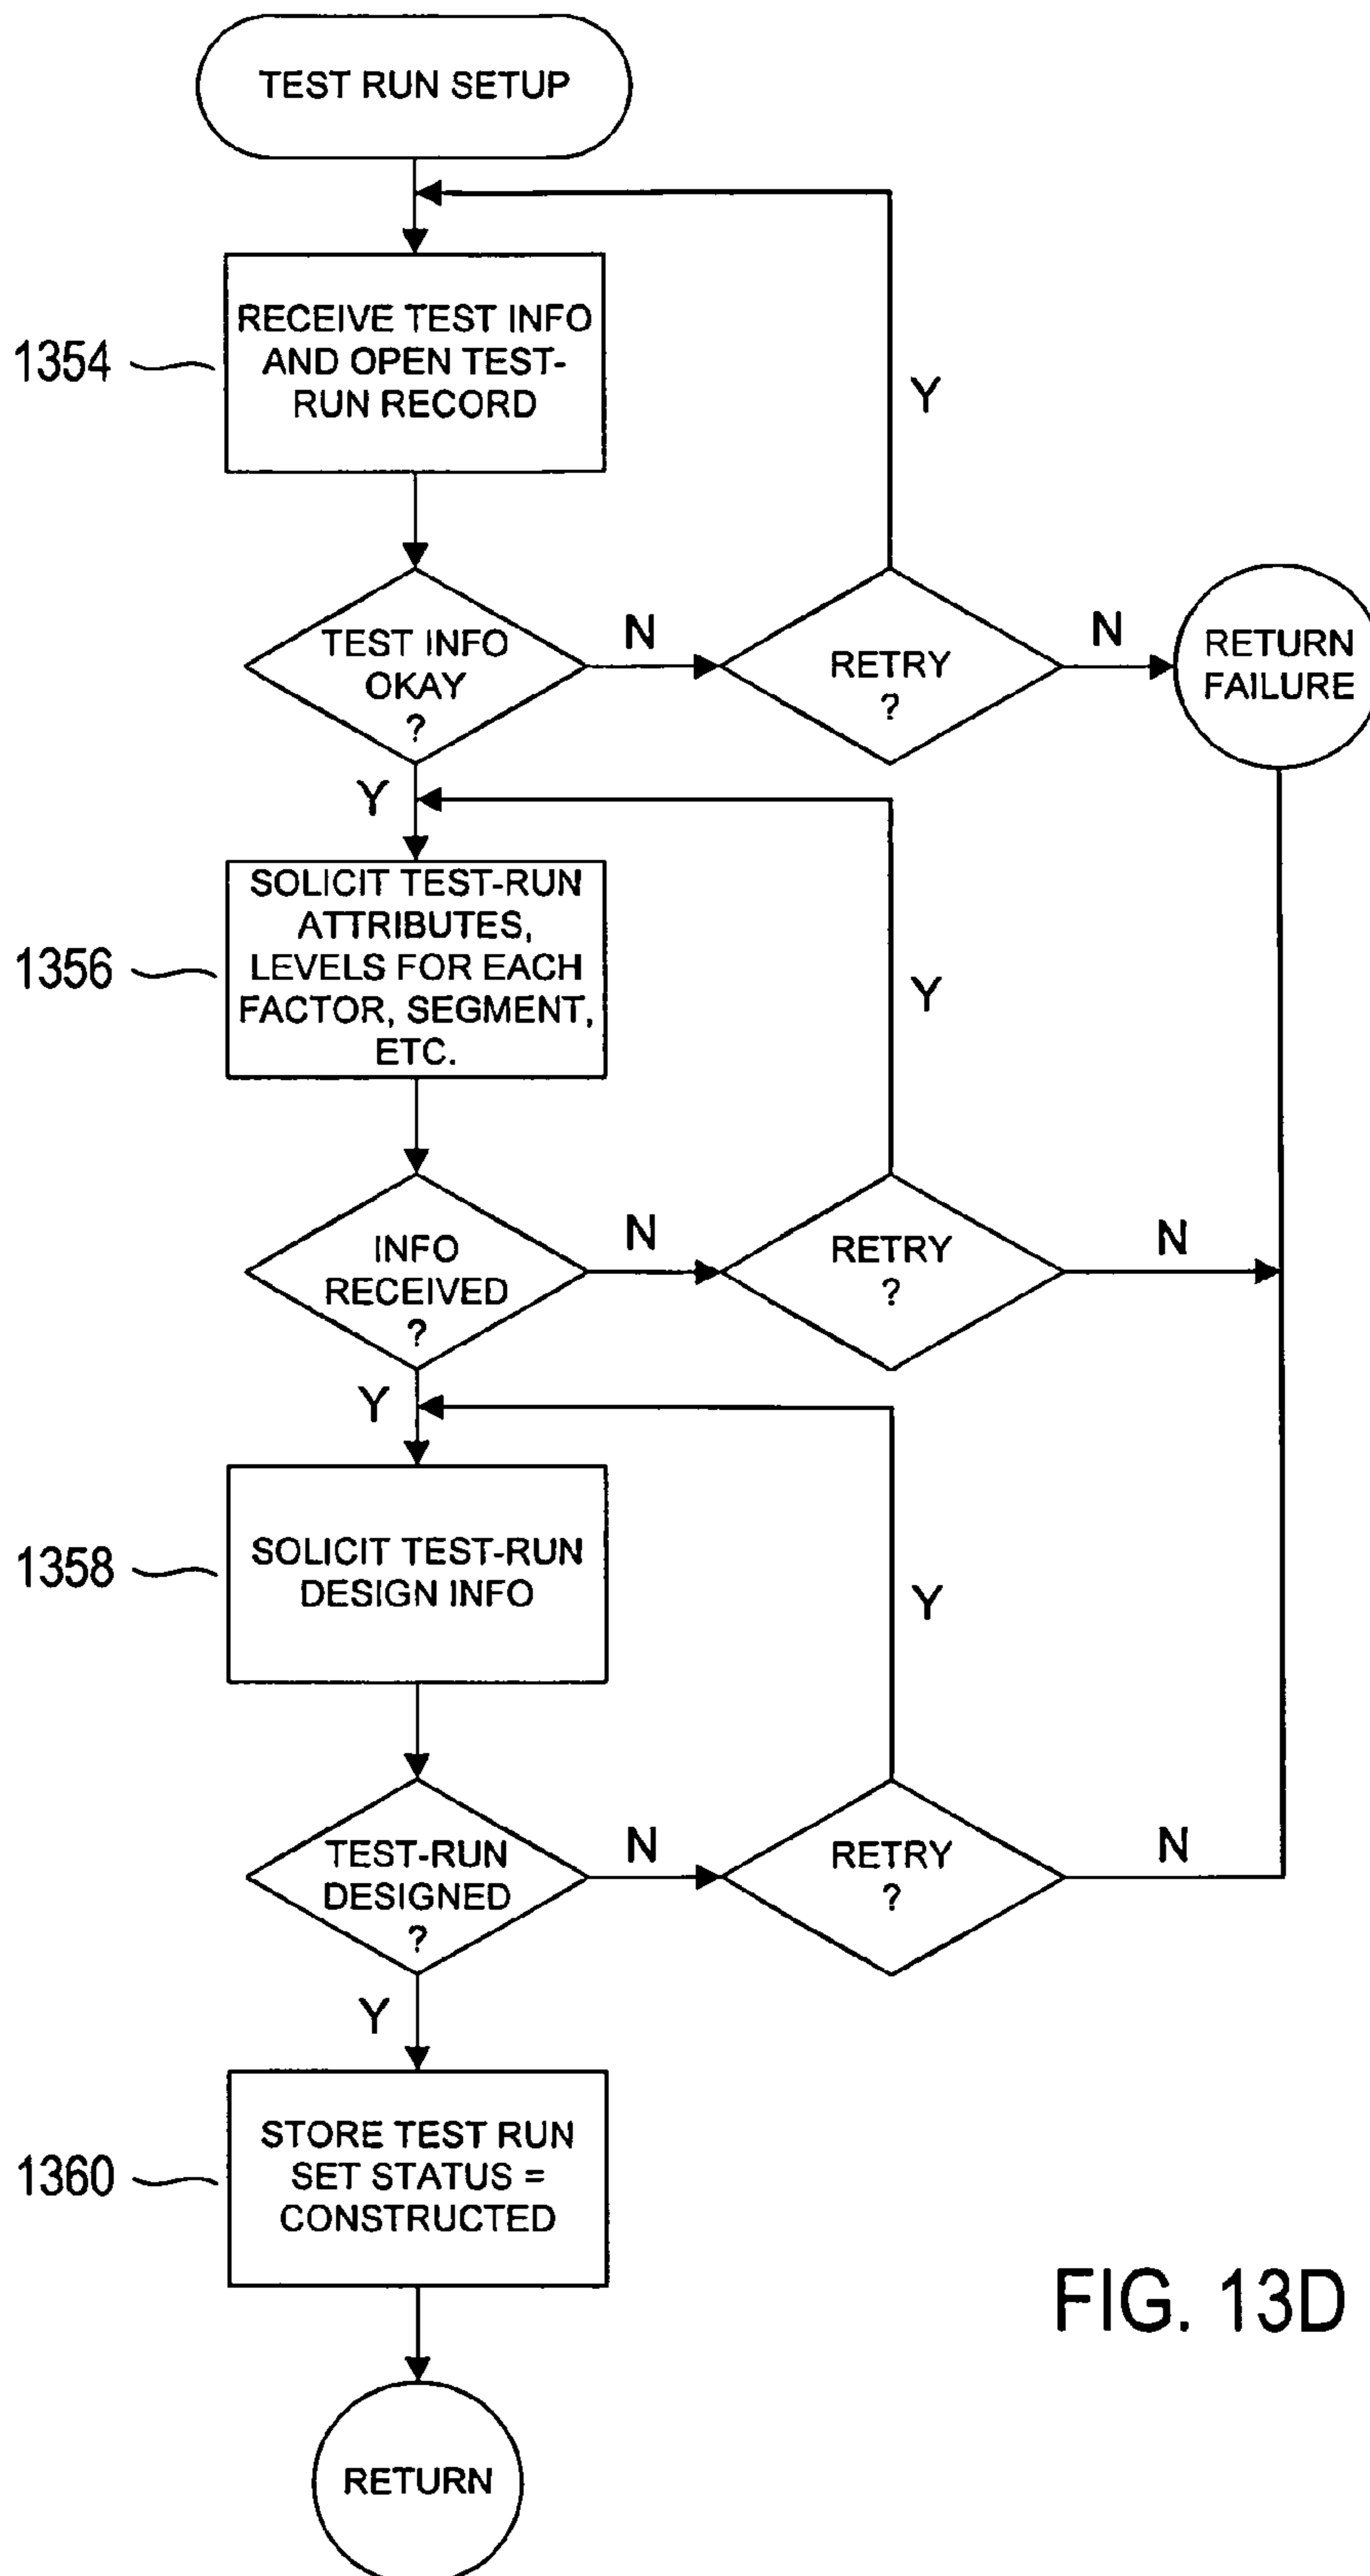 TEST RUN SETUP
1354
RECEIVE TEST INFO
AND OPEN TEST-
RUN RECORD
Y
TEST INFO
OKAY
?
N
RETRY
?
N
RETURN
FAILURE
Y
1356
SOLICIT TEST-RUN
ATTRIBUTES,
LEVELS FOR EACH
FACTOR, SEGMENT,
ETC.
Y
INFO
RECEIVED
?
N
RETRY
?
N
Y
1358
SOLICIT TEST-RUN
DESIGN INFO
Y
TEST-RUN
DESIGNED
?
N
RETRY
?
N
Y
1360
STORE TEST RUN
SET STATUS =
CONSTRUCTED
RETURN
FIG. 13D